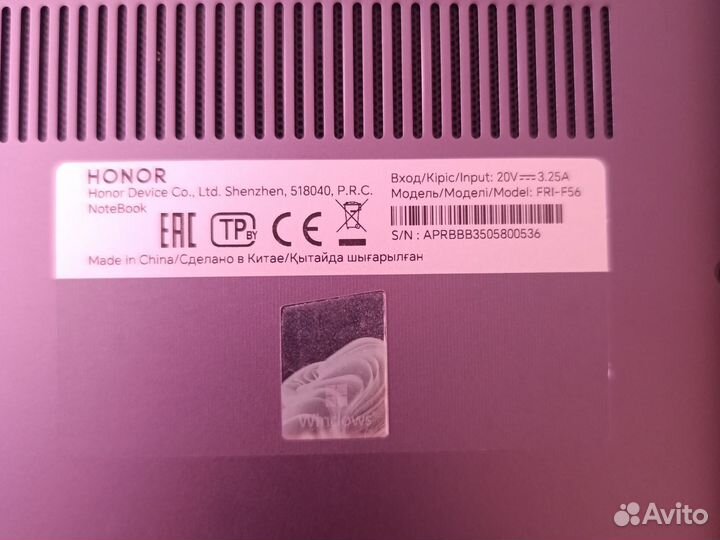 HONOR
Honor Device Co., Ltd. Shenzhen, 518040, P.R.C.
NoteBook
EAC TP BY CE
Made in China/Сделано в Китае/Қытайда шығарылған
Вход/Кіріс/Input: 20V⎓3.25A
Модель/Моделі/Model: FRI-F56
S/N : APRBBB3505800536
Windows
Avito